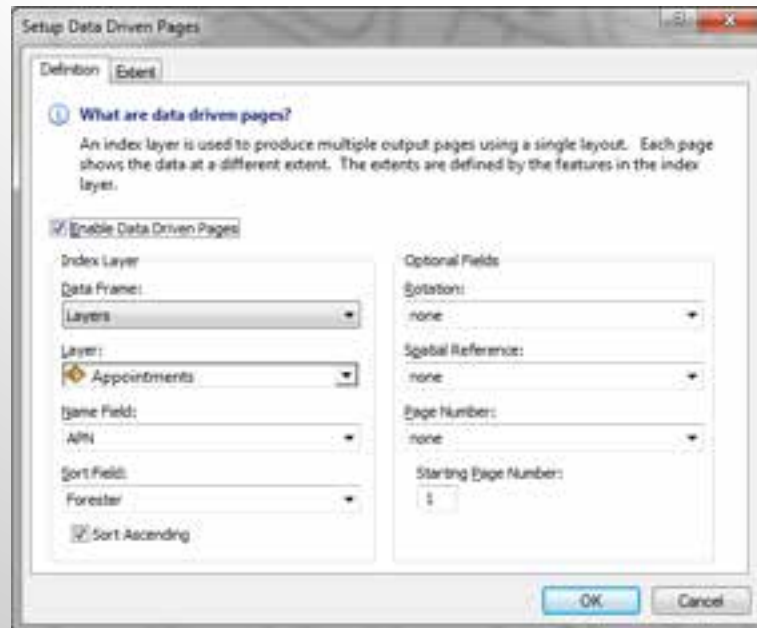 Setup Data Driven Pages
Definition Extent
What are data driven pages?
An index layer is used to produce multiple output pages using a single layout. Each page
shows the data at a different extent. The extents are defined by the features in the index
layer.
Enable Data Driven Pages
Index Layer
Data Frame:
Layers
Layer:
Appointments
Name Field:
APN
Sort Field:
Forester
Sort Ascending
Optional Fields
Rotation:
none
Spatial Reference:
none
Page Number:
none
Starting Page Number:
1
OK Cancel